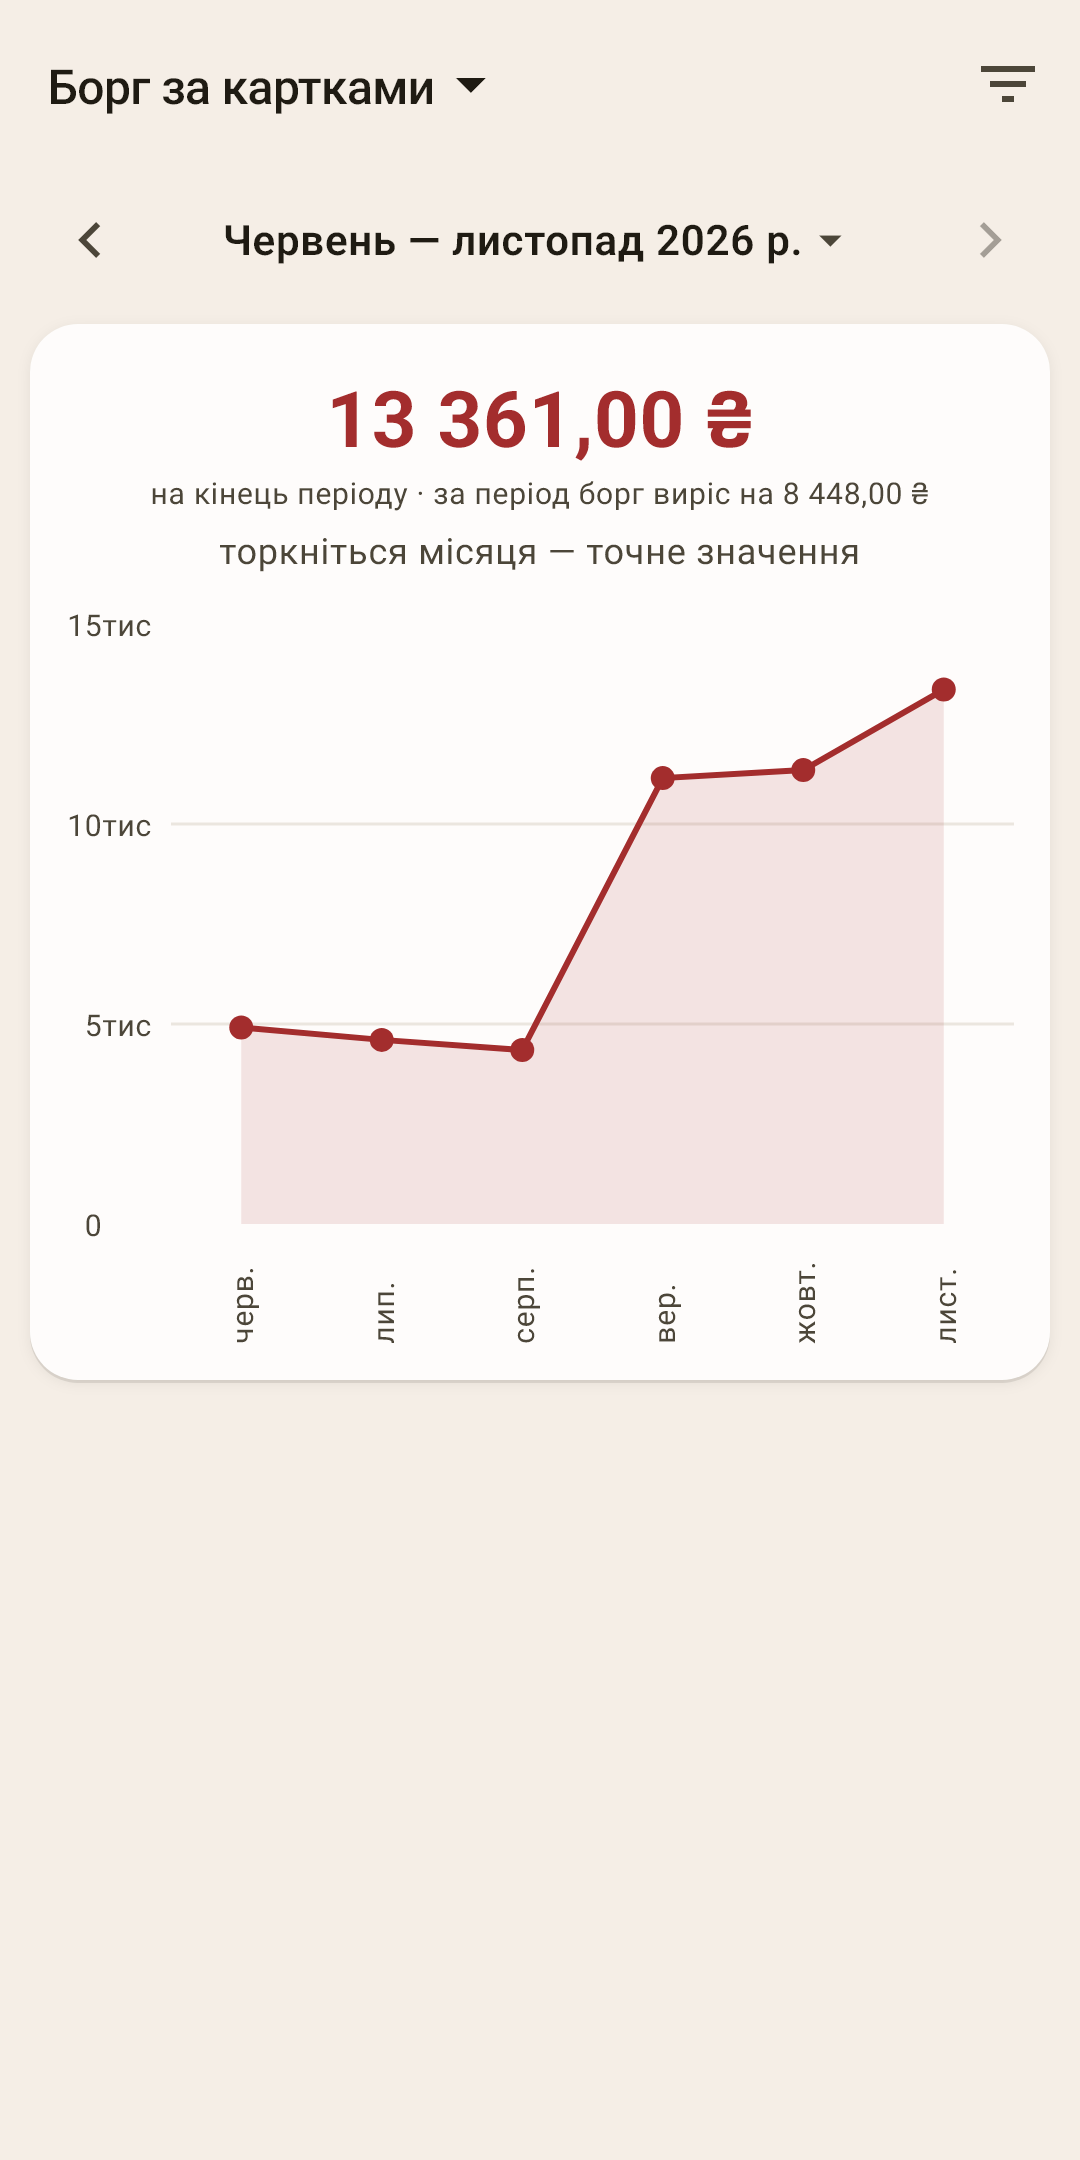 Борг за картками
Червень — листопад 2026 р.
13 361,00 ₴
на кінець періоду · за період борг виріс на 8 448,00 ₴
торкніться місяця — точне значення
15тис
10тис
5тис
0
черв.
лип.
серп.
вер.
жовт.
лист.